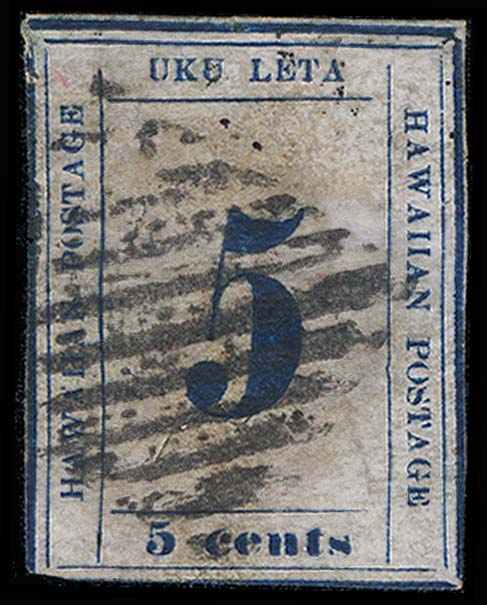 UKU LETA
HAWAIIAN POSTAGE
5
HAWAIIAN POSTAGE
5 cents